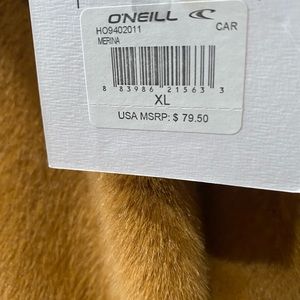 O'NEILL
HO9402011 CAR
MERINA
8 83986 21563 3
XL
USA MSRP: $ 79.50